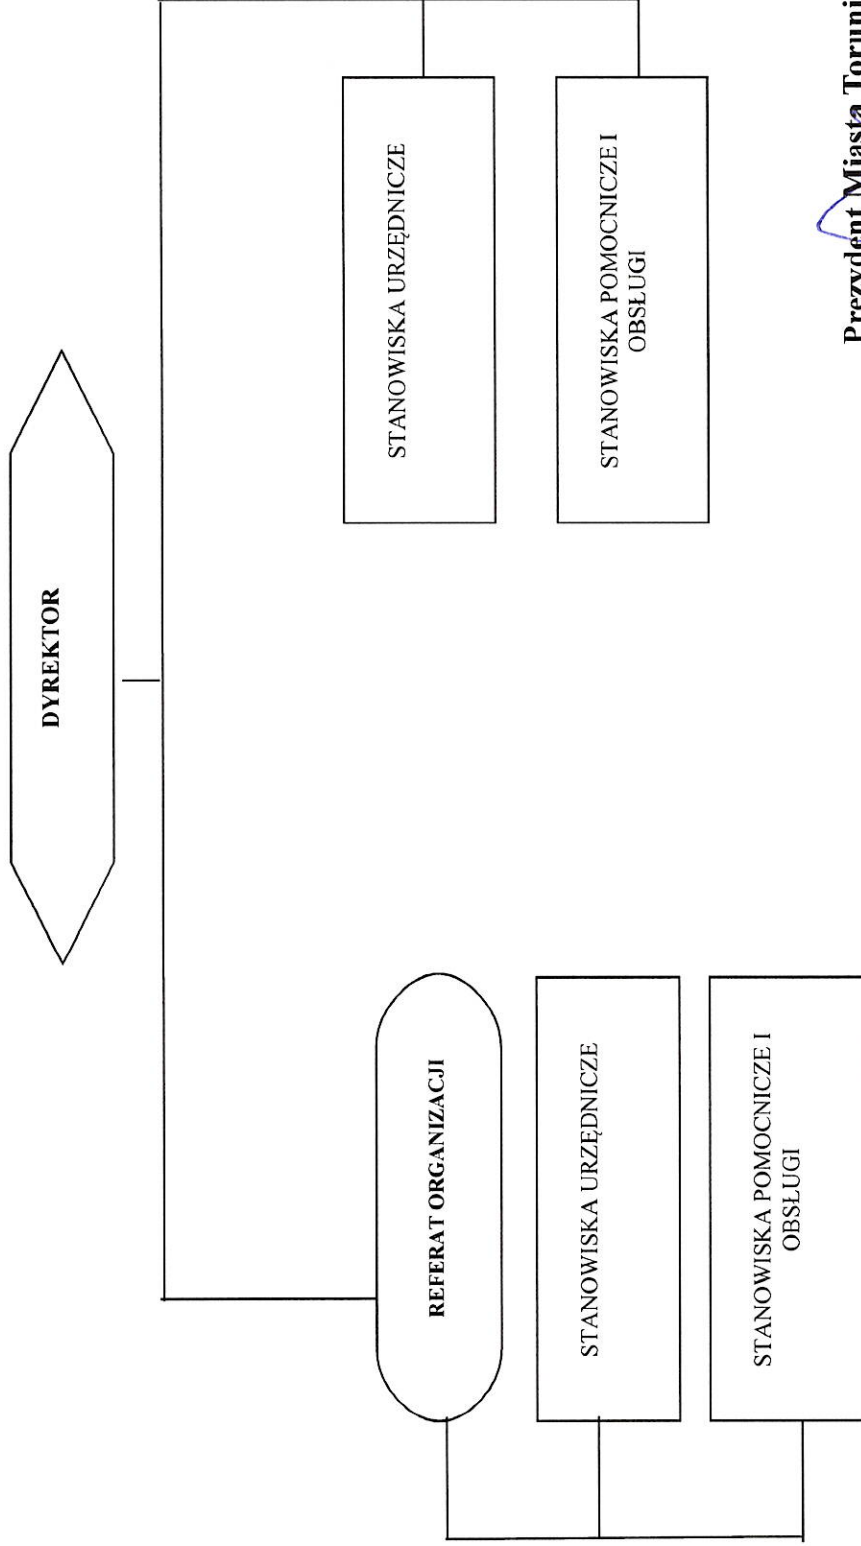 DYREKTOR
REFERAT ORGANIZACJI
STANOWISKA URZĘDNICZE
STANOWISKA POMOCNICZE I
OBSŁUGI
STANOWISKA URZĘDNICZE
STANOWISKA POMOCNICZE I
OBSŁUGI
Prezydent Miasta Toruni